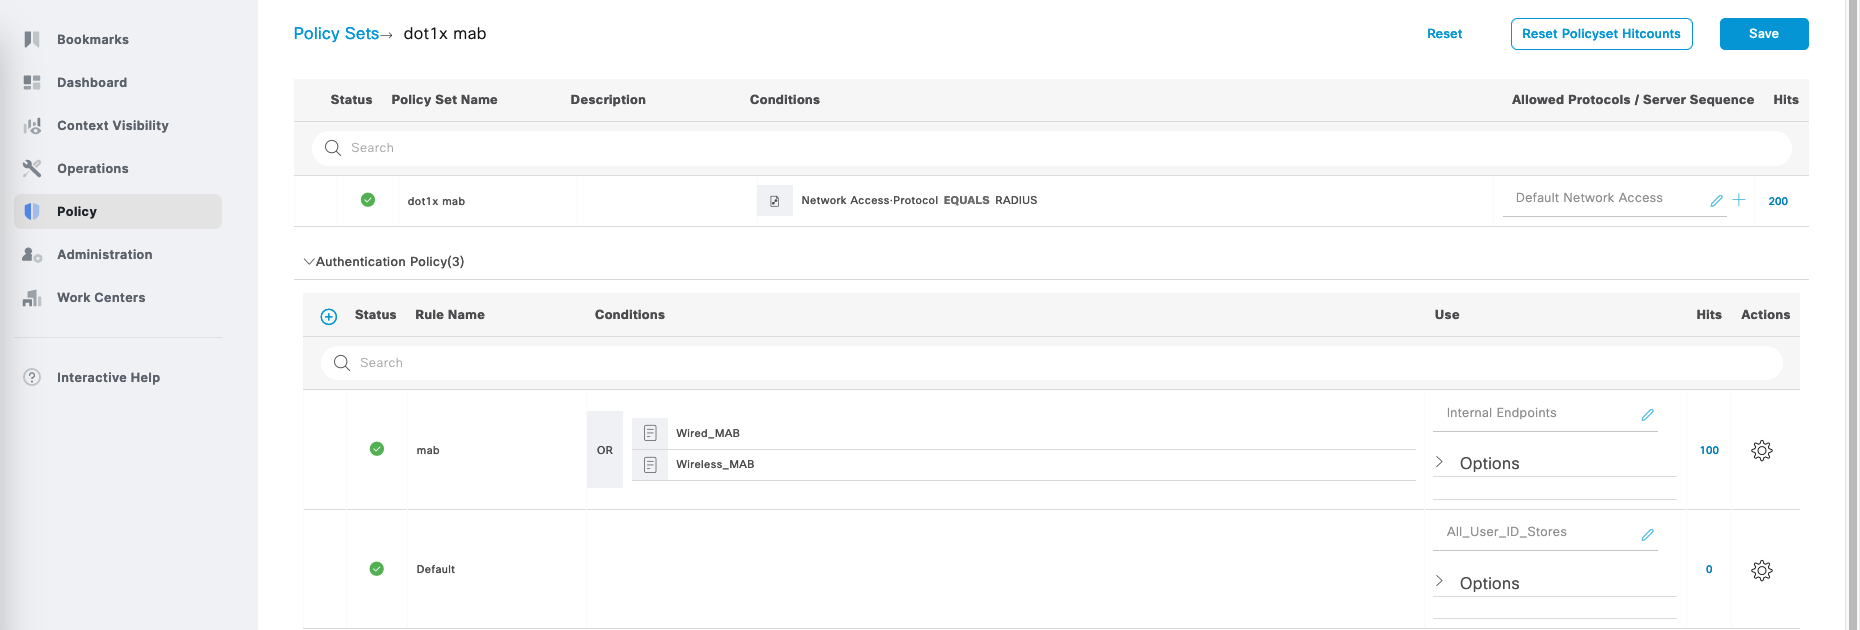 Bookmarks
Dashboard
Context Visibility
Operations
Policy
Administration
Work Centers
Interactive Help
Policy Sets→ dot1x mab
Reset
Reset Policyset Hitcounts
Save
Status Policy Set Name Description Conditions Allowed Protocols / Server Sequence Hits
Search
dot1x mab Network Access·Protocol EQUALS RADIUS Default Network Access 200
Authentication Policy(3)
Status Rule Name Conditions Use Hits Actions
Search
mab
OR
Wired_MAB
Wireless_MAB
Internal Endpoints
Options
100
Default
All_User_ID_Stores
Options
0